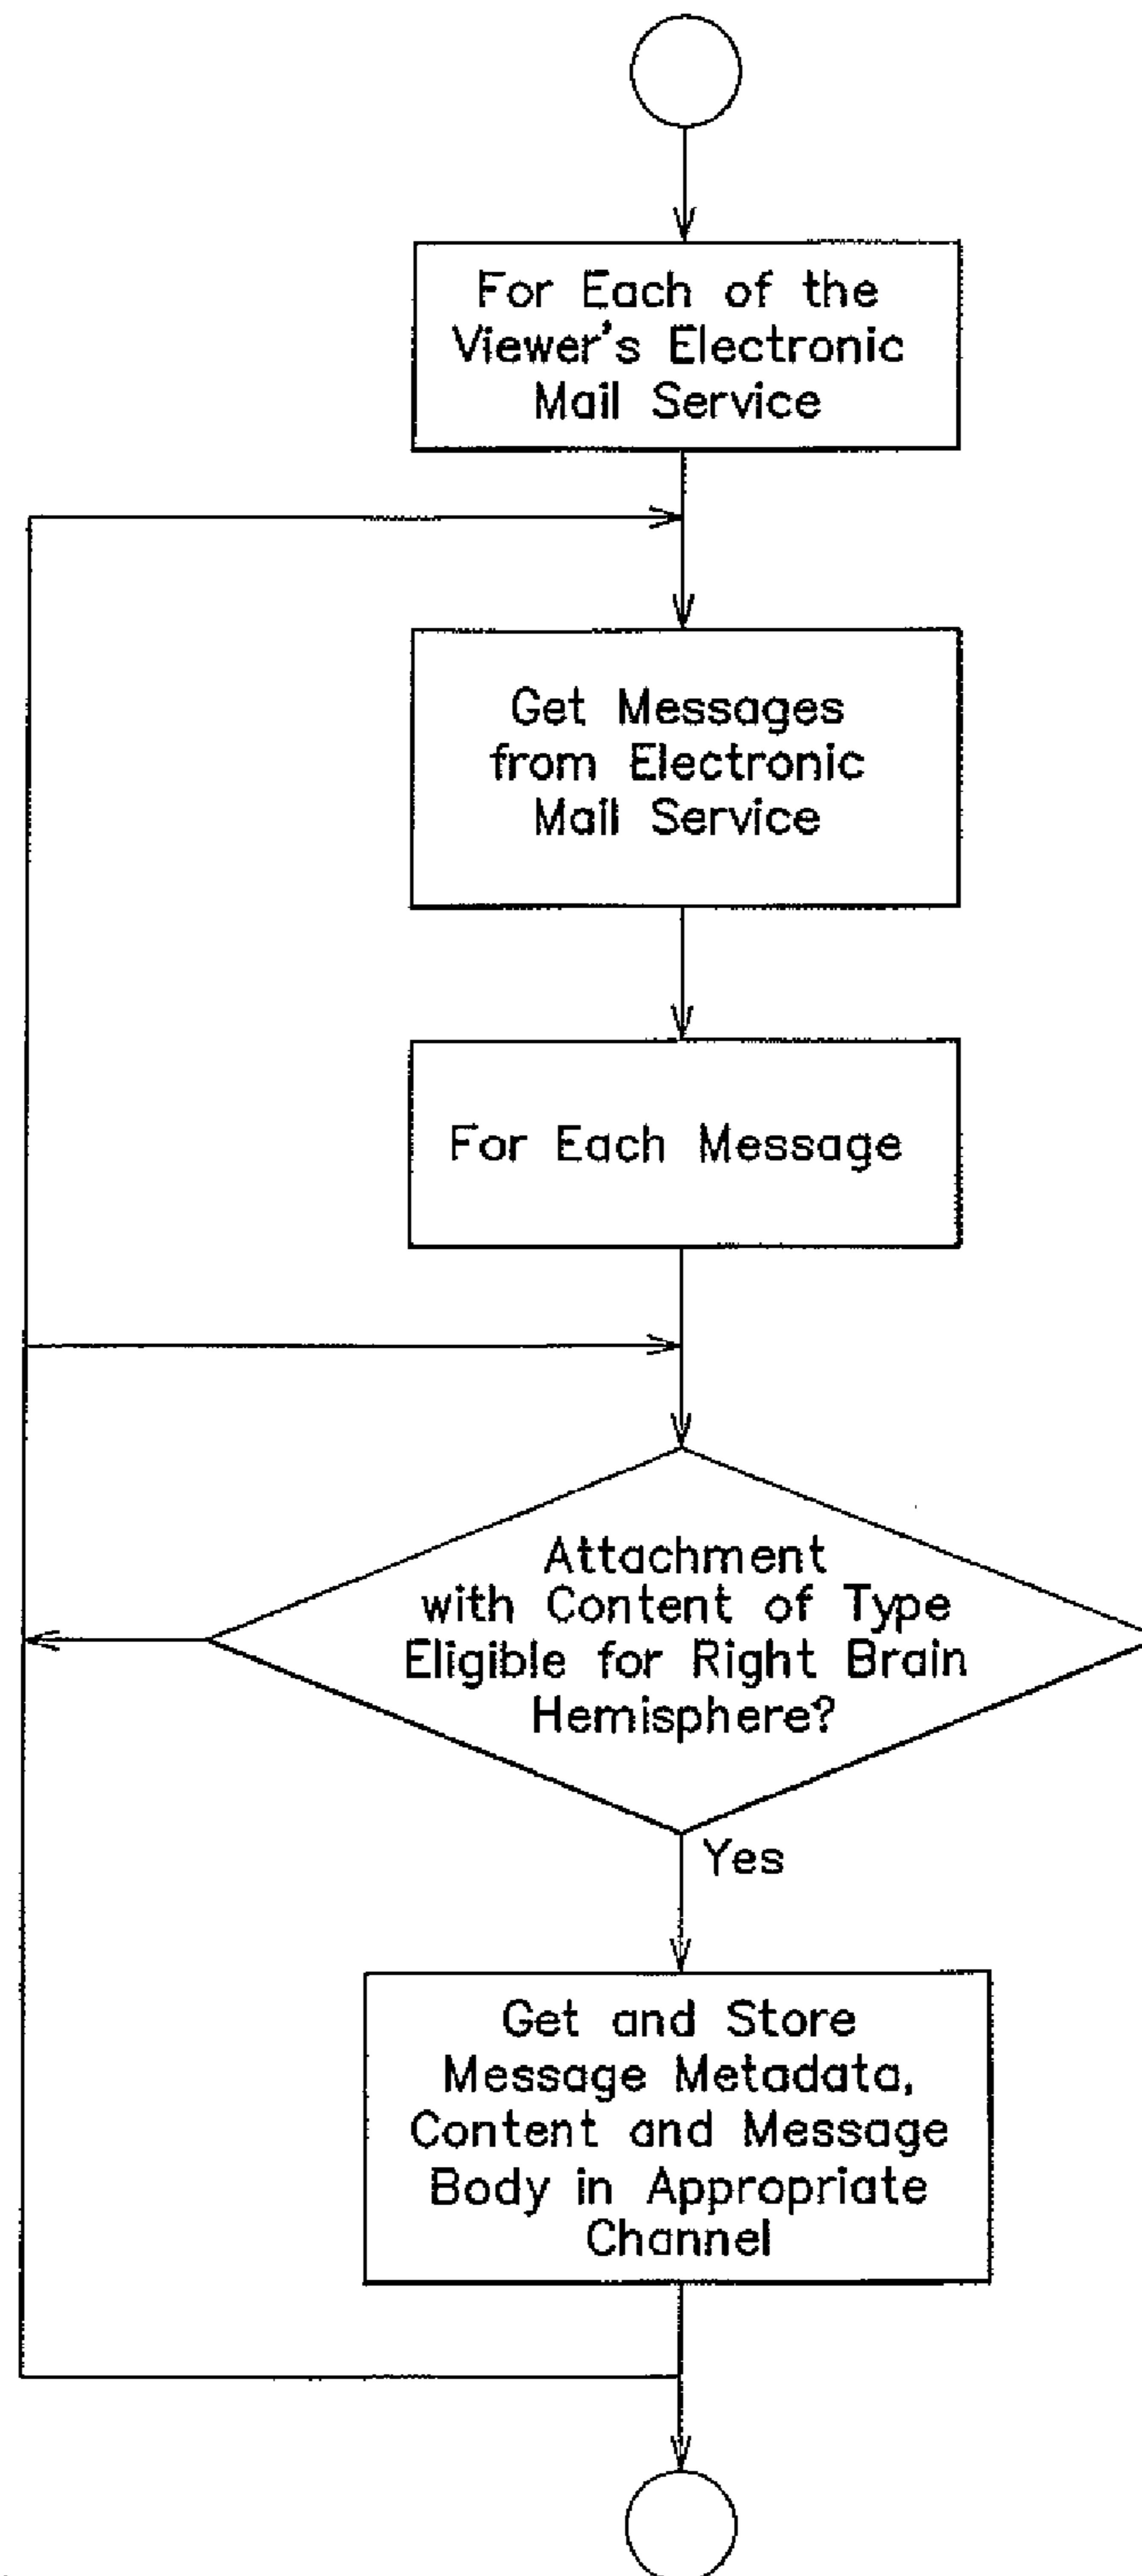 For Each of the
Viewer's Electronic
Mail Service
Get Messages
from Electronic
Mail Service
For Each Message
Attachment
with Content of Type
Eligible for Right Brain
Hemisphere?
Yes
Get and Store
Message Metadata,
Content and Message
Body in Appropriate
Channel